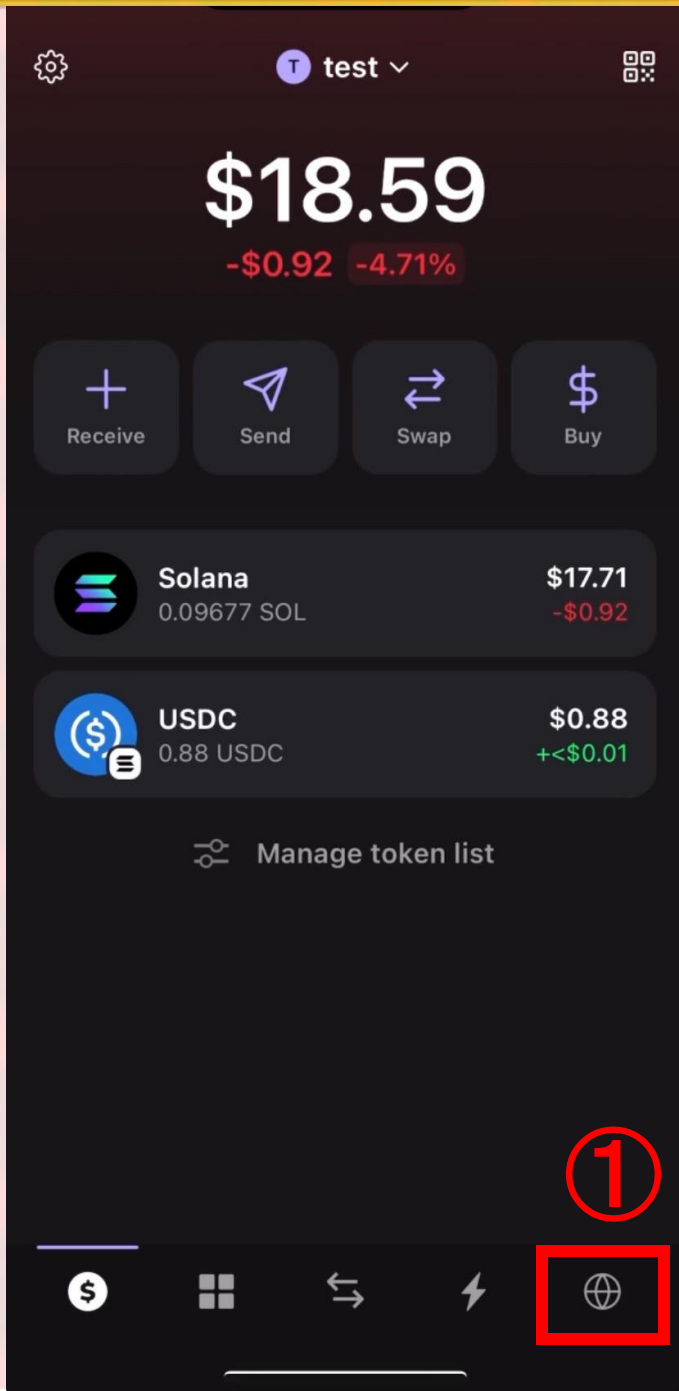 T test
$18.59
-$0.92 -4.71%
Receive Send Swap Buy
Solana $17.71
0.09677 SOL -$0.92
USDC $0.88
0.88 USDC +<$0.01
Manage token list
①